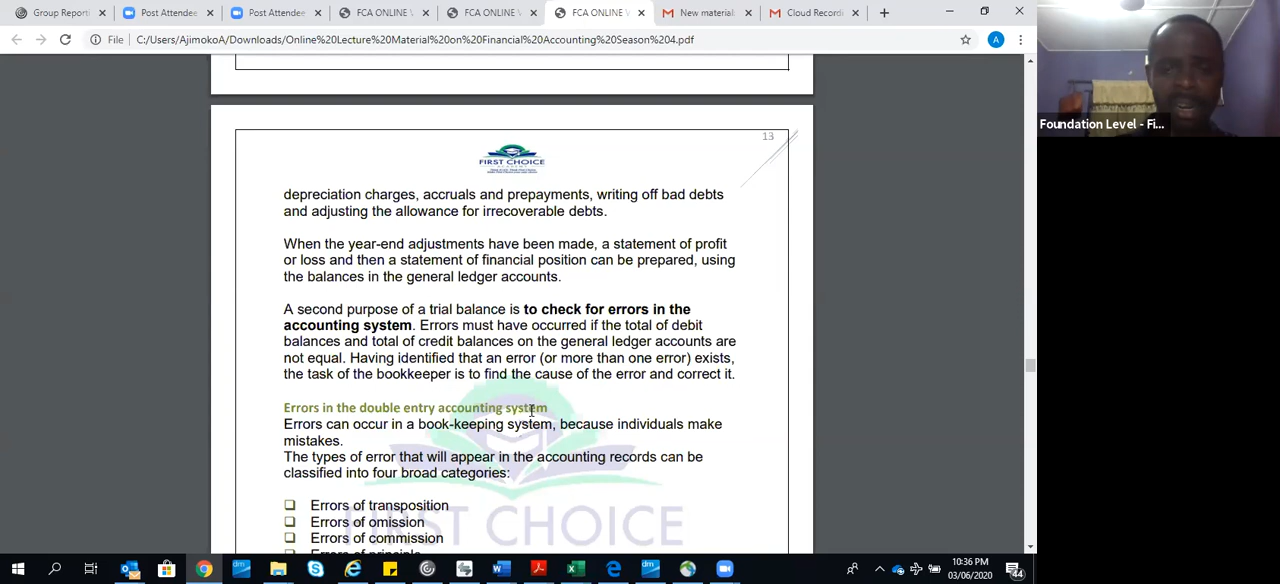 Group Reporti
Post Attendee
Post Attendee
FCA ONLINE V
FCA ONLINE V
FCA ONLINE V
New material
Cloud Record
File
C:/Users/AjimokoA/Downloads/Online%20Lecture%20Material%20on%20Financial%20Accounting%20Season%204.pdf
A
Foundation Level - Fi...
13
FIRST CHOICE
depreciation charges, accruals and prepayments, writing off bad debts
and adjusting the allowance for irrecoverable debts.
When the year-end adjustments have been made, a statement of profit
or loss and then a statement of financial position can be prepared, using
the balances in the general ledger accounts.
A second purpose of a trial balance is to check for errors in the
accounting system. Errors must have occurred if the total of debit
balances and total of credit balances on the general ledger accounts are
not equal. Having identified that an error (or more than one error) exists,
the task of the bookkeeper is to find the cause of the error and correct it.
Errors in the double entry accounting system
Errors can occur in a book-keeping system, because individuals make
mistakes.
The types of error that will appear in the accounting records can be
classified into four broad categories:
Errors of transposition
Errors of omission
Errors of commission
Errors of principle
FIRST CHOICE
dm
dm
10:36 PM
03/06/2020
44